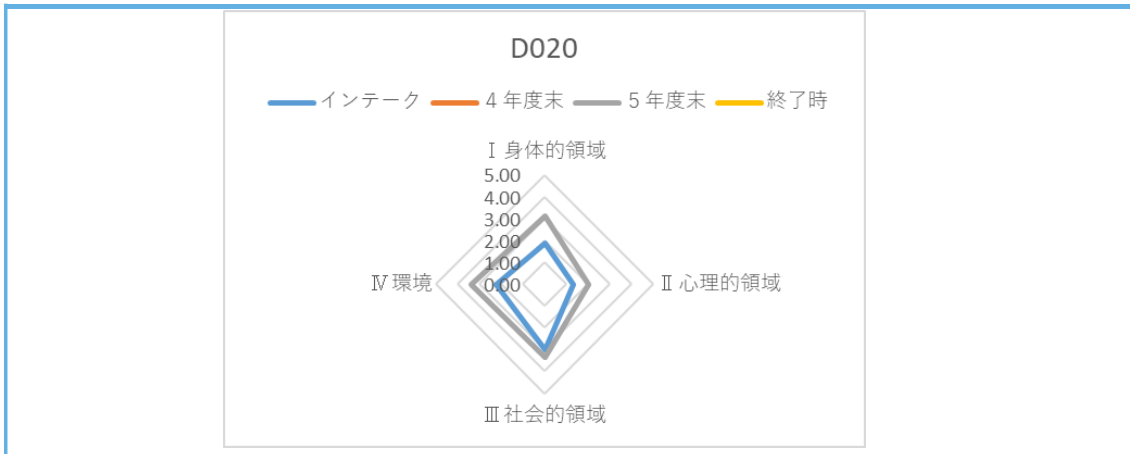 D020
インテーク 4 年度末 5 年度末 終了時
Ⅰ 身体的領域
5.00
4.00
3.00
2.00
1.00
0.00
Ⅳ 環境
Ⅱ 心理的領域
Ⅲ 社会的領域